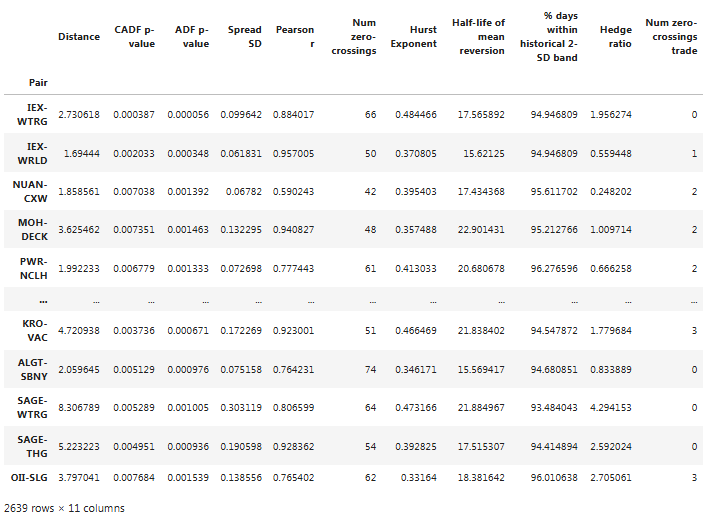 Distance CADF p-value ADF p-value Spread SD Pearson r Num zero-crossings Hurst Exponent Half-life of mean reversion % days within historical 2-SD band Hedge ratio Num zero-crossings trade
Pair
IEX-WTRG 2.730618 0.000387 0.000056 0.099642 0.884017 66 0.484466 17.565892 94.946809 1.956274 0
IEX-WRLD 1.69444 0.002033 0.000348 0.061831 0.957005 50 0.370805 15.62125 94.946809 0.559448 1
NUAN-CXW 1.858561 0.007038 0.001392 0.06782 0.590243 42 0.395403 17.434368 95.611702 0.248202 2
MOH-DECK 3.625462 0.007351 0.001463 0.132295 0.940827 48 0.357488 22.901431 95.212766 1.009714 2
PWR-NCLH 1.992233 0.006779 0.001333 0.072698 0.777443 61 0.413033 20.680678 96.276596 0.666258 2
... ... ... ... ... ... ... ... ... ... ... ...
KRO-VAC 4.720938 0.003736 0.000671 0.172269 0.923001 51 0.466469 21.838402 94.547872 1.779684 3
ALGT-SBNY 2.059645 0.005129 0.000976 0.075158 0.764231 74 0.346171 15.569417 94.680851 0.833889 0
SAGE-WTRG 8.306789 0.005289 0.001005 0.303119 0.806599 64 0.473166 21.884967 93.484043 4.294153 0
SAGE-THG 5.223223 0.004951 0.000936 0.190598 0.928362 54 0.392825 17.515307 94.414894 2.592024 0
OII-SLG 3.797041 0.007684 0.001539 0.138556 0.765402 62 0.33164 18.381642 96.010638 2.705061 3
2639 rows × 11 columns